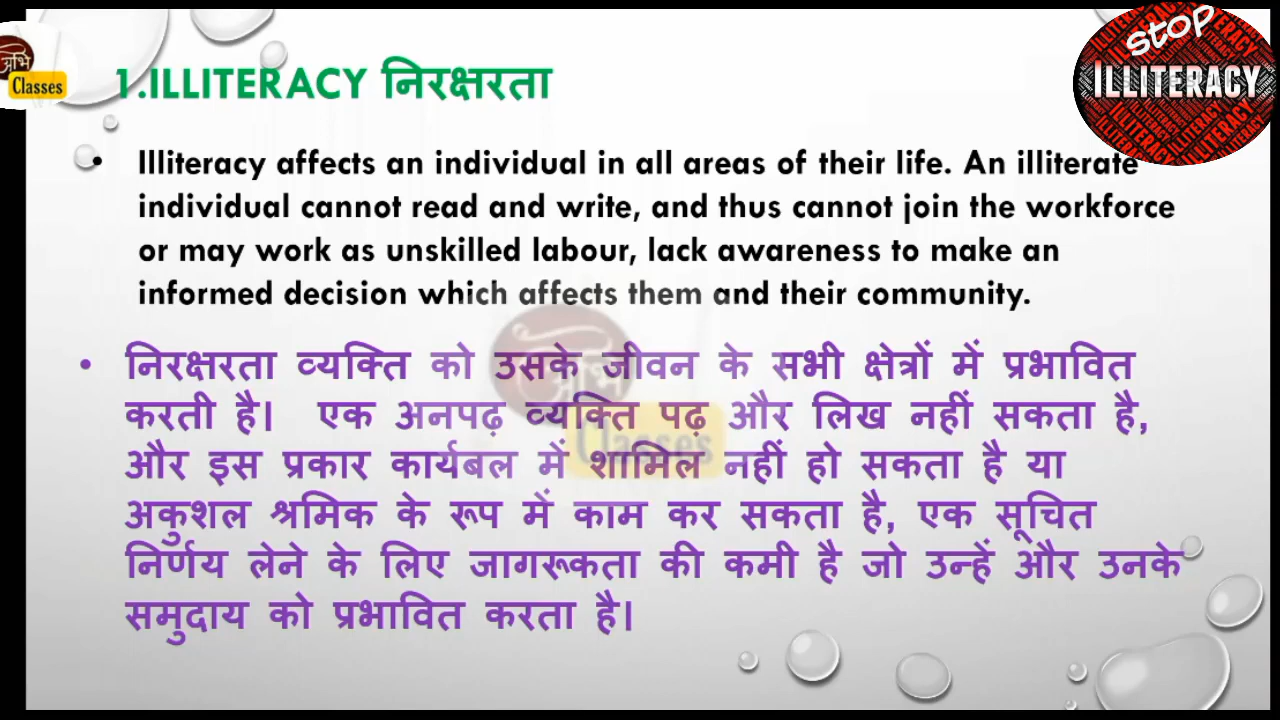 अभि
Classes
1.ILLITERACY निरक्षरता
stop
ILLITERACY
• Illiteracy affects an individual in all areas of their life. An illiterate
individual cannot read and write, and thus cannot join the workforce
or may work as unskilled labour, lack awareness to make an
informed decision which affects them and their community.
• निरक्षरता व्यक्ति को उसके जीवन के सभी क्षेत्रों में प्रभावित
करती है। एक अनपढ़ व्यक्ति पढ़ और लिख नहीं सकता है,
और इस प्रकार कार्यबल में शामिल नहीं हो सकता है या
अकुशल श्रमिक के रूप में काम कर सकता है, एक सूचित
निर्णय लेने के लिए जागरूकता की कमी है जो उन्हें और उनके
समुदाय को प्रभावित करता है।
अभि
Classes